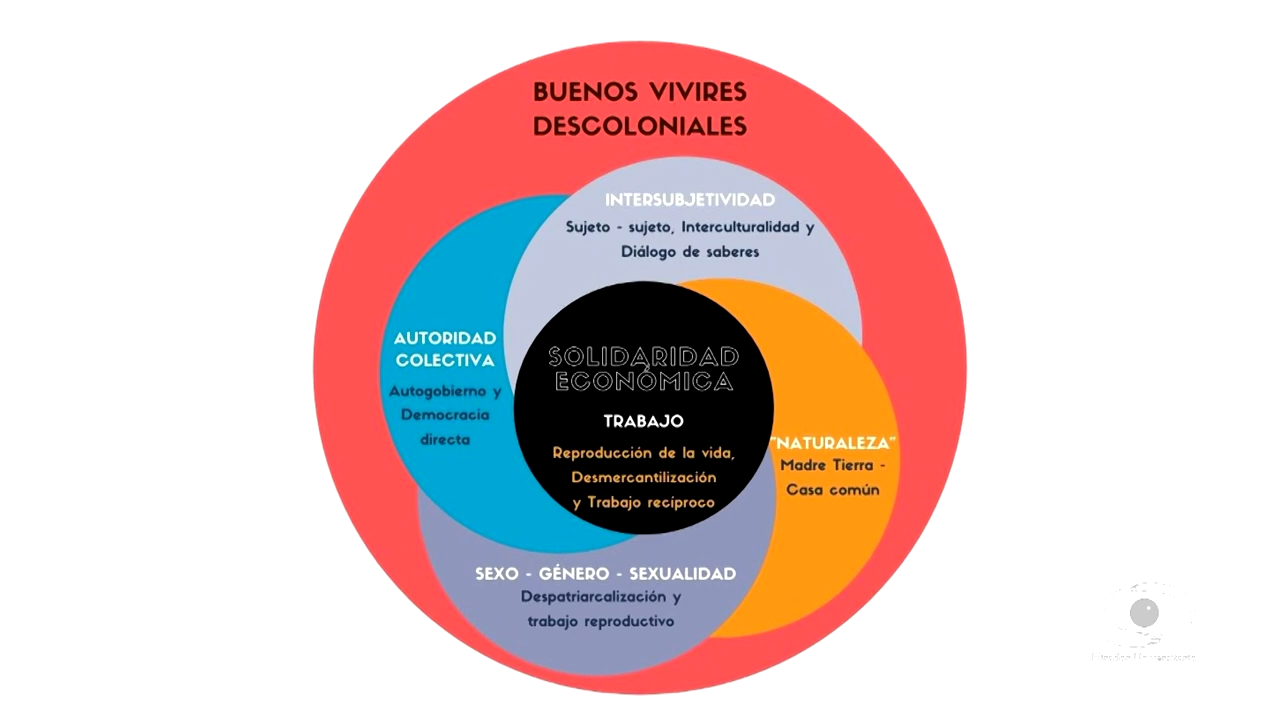 BUENOS VIVIRES
DESCOLONIALES
INTERSUBJETIVIDAD
Sujeto - sujeto, Interculturalidad y
Diálogo de saberes
AUTORIDAD
COLECTIVA
Autogobierno y
Democracia
directa
SOLIDARIDAD
ECONÓMICA
TRABAJO
Reproducción de la vida,
Desmercantilización
y Trabajo recíproco
"NATURALEZA"
Madre Tierra -
Casa común
SEXO - GÉNERO - SEXUALIDAD
Despatriarcalización y
trabajo reproductivo